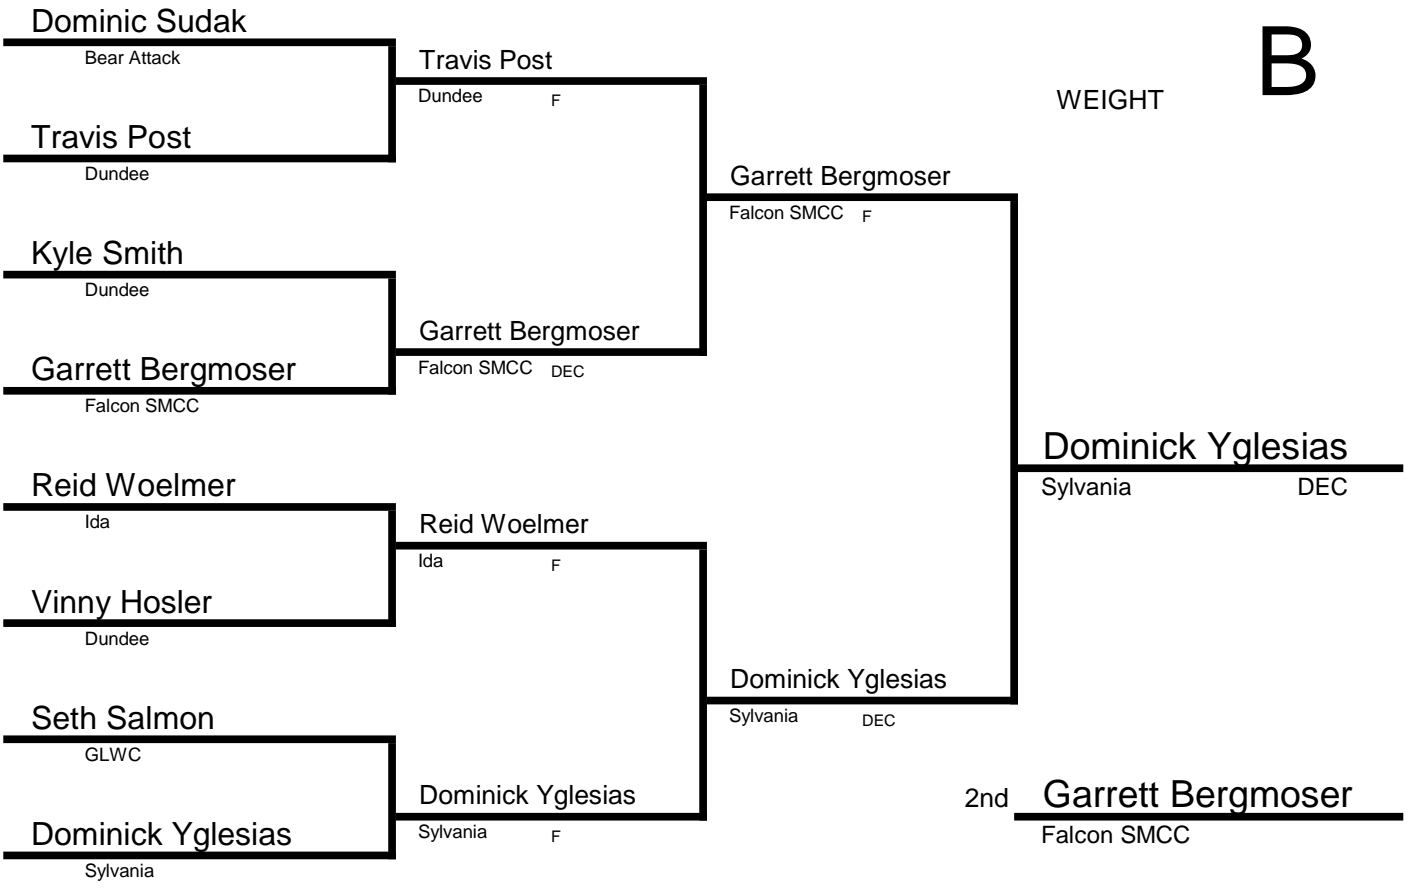 Dominic Sudak
Bear Attack
Travis Post
Dundee
Kyle Smith
Dundee
Garrett Bergmoser
Falcon SMCC
Reid Woelmer
Ida
Vinny Hosler
Dundee
Seth Salmon
GLWC
Dominick Yglesias
Sylvania
Travis Post
Dundee F
Garrett Bergmoser
Falcon SMCC DEC
Reid Woelmer
Ida F
Dominick Yglesias
Sylvania F
Garrett Bergmoser
Falcon SMCC F
Dominick Yglesias
Sylvania DEC
WEIGHT B
Dominick Yglesias
Sylvania DEC
2nd Garrett Bergmoser
Falcon SMCC